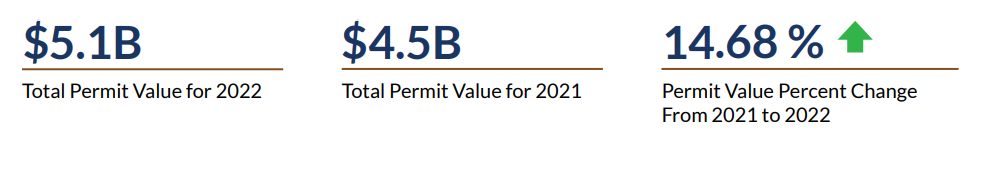 $5.1B
Total Permit Value for 2022
$4.5B
Total Permit Value for 2021
14.68 %
Permit Value Percent Change
From 2021 to 2022